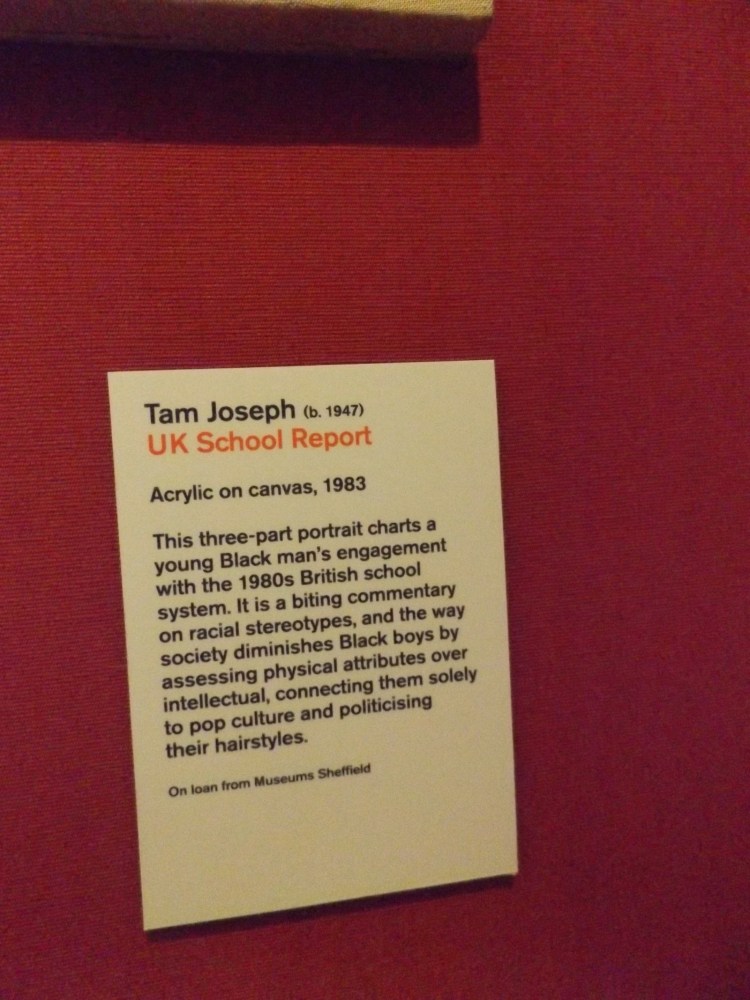 Tam Joseph (b. 1947)
UK School Report
Acrylic on canvas, 1983
This three-part portrait charts a
young Black man's engagement
with the 1980s British school
system. It is a biting commentary
on racial stereotypes, and the way
society diminishes Black boys by
assessing physical attributes over
intellectual, connecting them solely
to pop culture and politicising
their hairstyles.
On loan from Museums Sheffield